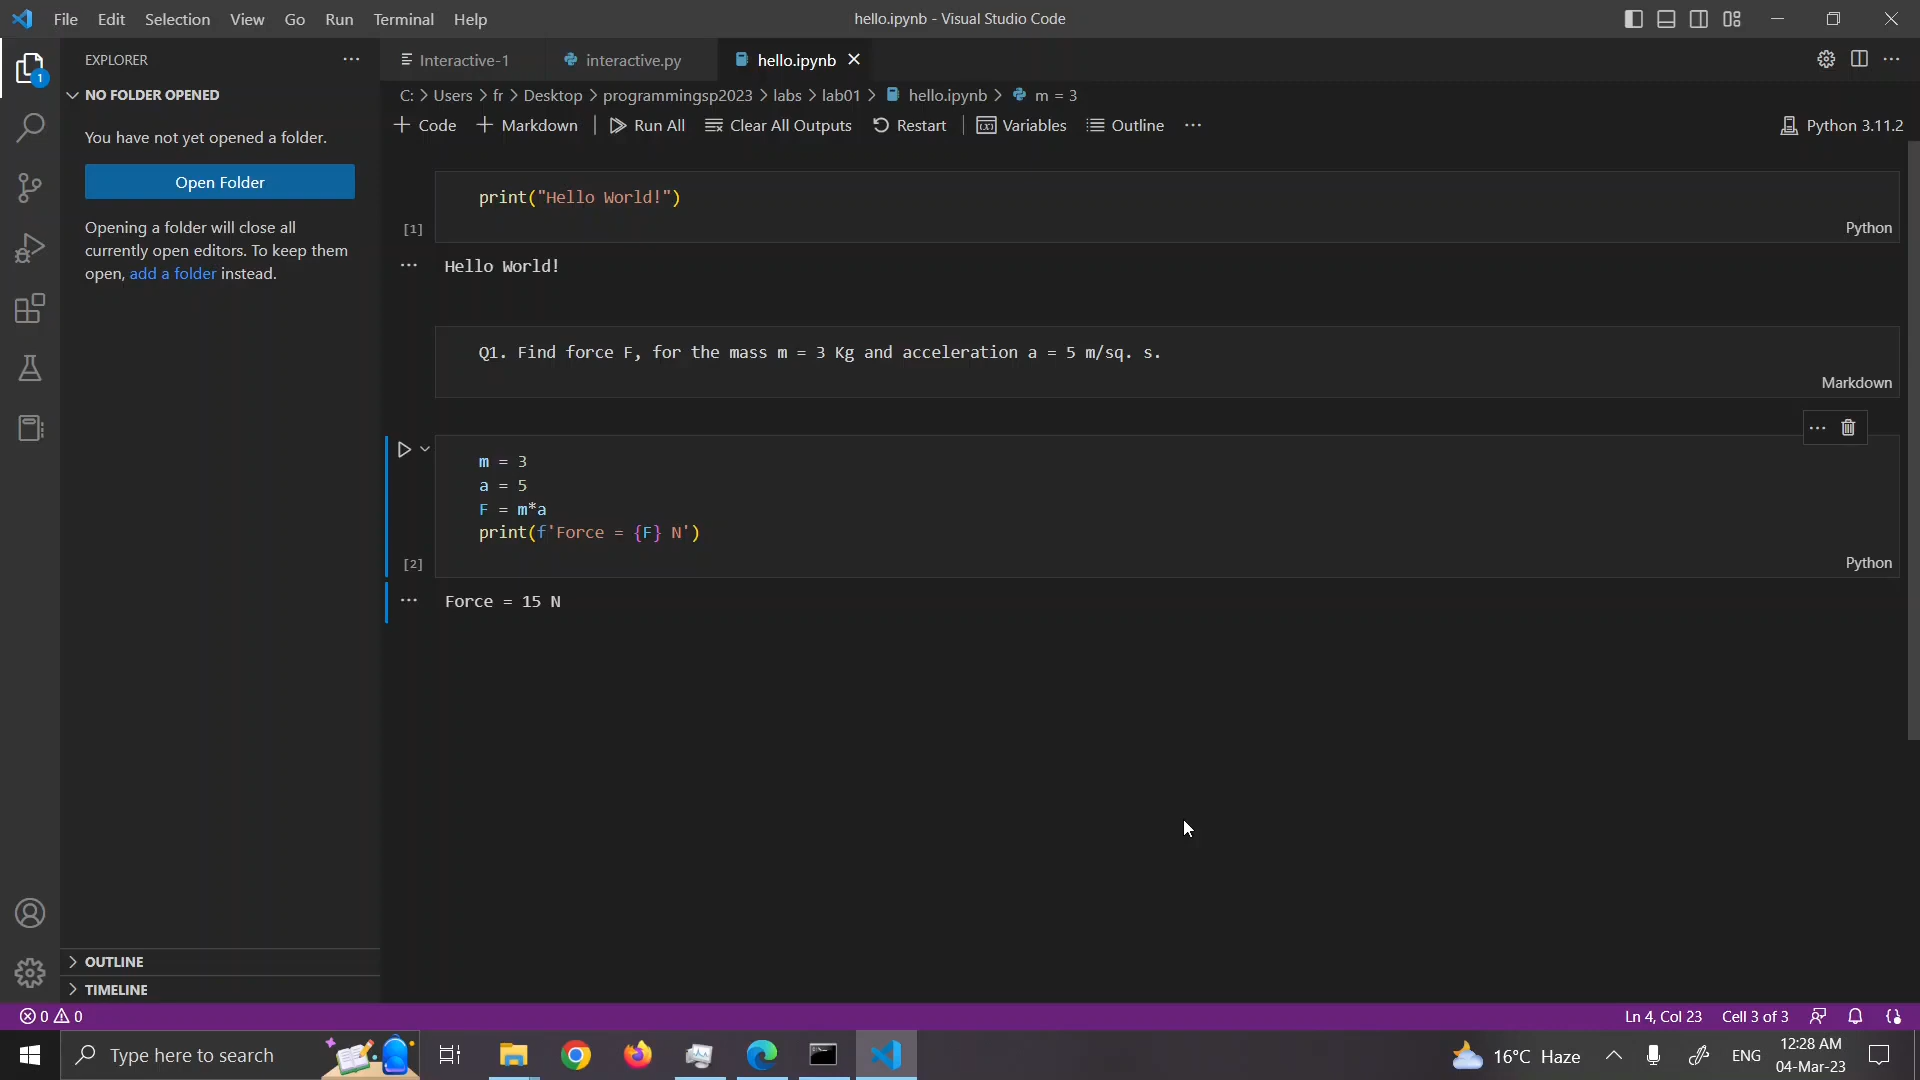 File Edit Selection View Go Run Terminal Help
hello.ipynb - Visual Studio Code
EXPLORER
1
NO FOLDER OPENED
You have not yet opened a folder.
Open Folder
Opening a folder will close all
currently open editors. To keep them
open, add a folder instead.
OUTLINE
TIMELINE
Interactive-1 interactive.py hello.ipynb
C: > Users > fr > Desktop > programmingsp2023 > labs > lab01 > hello.ipynb > m = 3
+ Code + Markdown Run All Clear All Outputs Restart Variables Outline ... Python 3.11.2
print("Hello World!")
[1] Python
... Hello World!
Q1. Find force F, for the mass m = 3 Kg and acceleration a = 5 m/sq. s.
Markdown
m = 3
a = 5
F = m*a
print(f'Force = {F} N')
[2] Python
... Force = 15 N
0 0 Ln 4, Col 23 Cell 3 of 3
Type here to search
16°C Haze ENG
12:28 AM
04-Mar-23